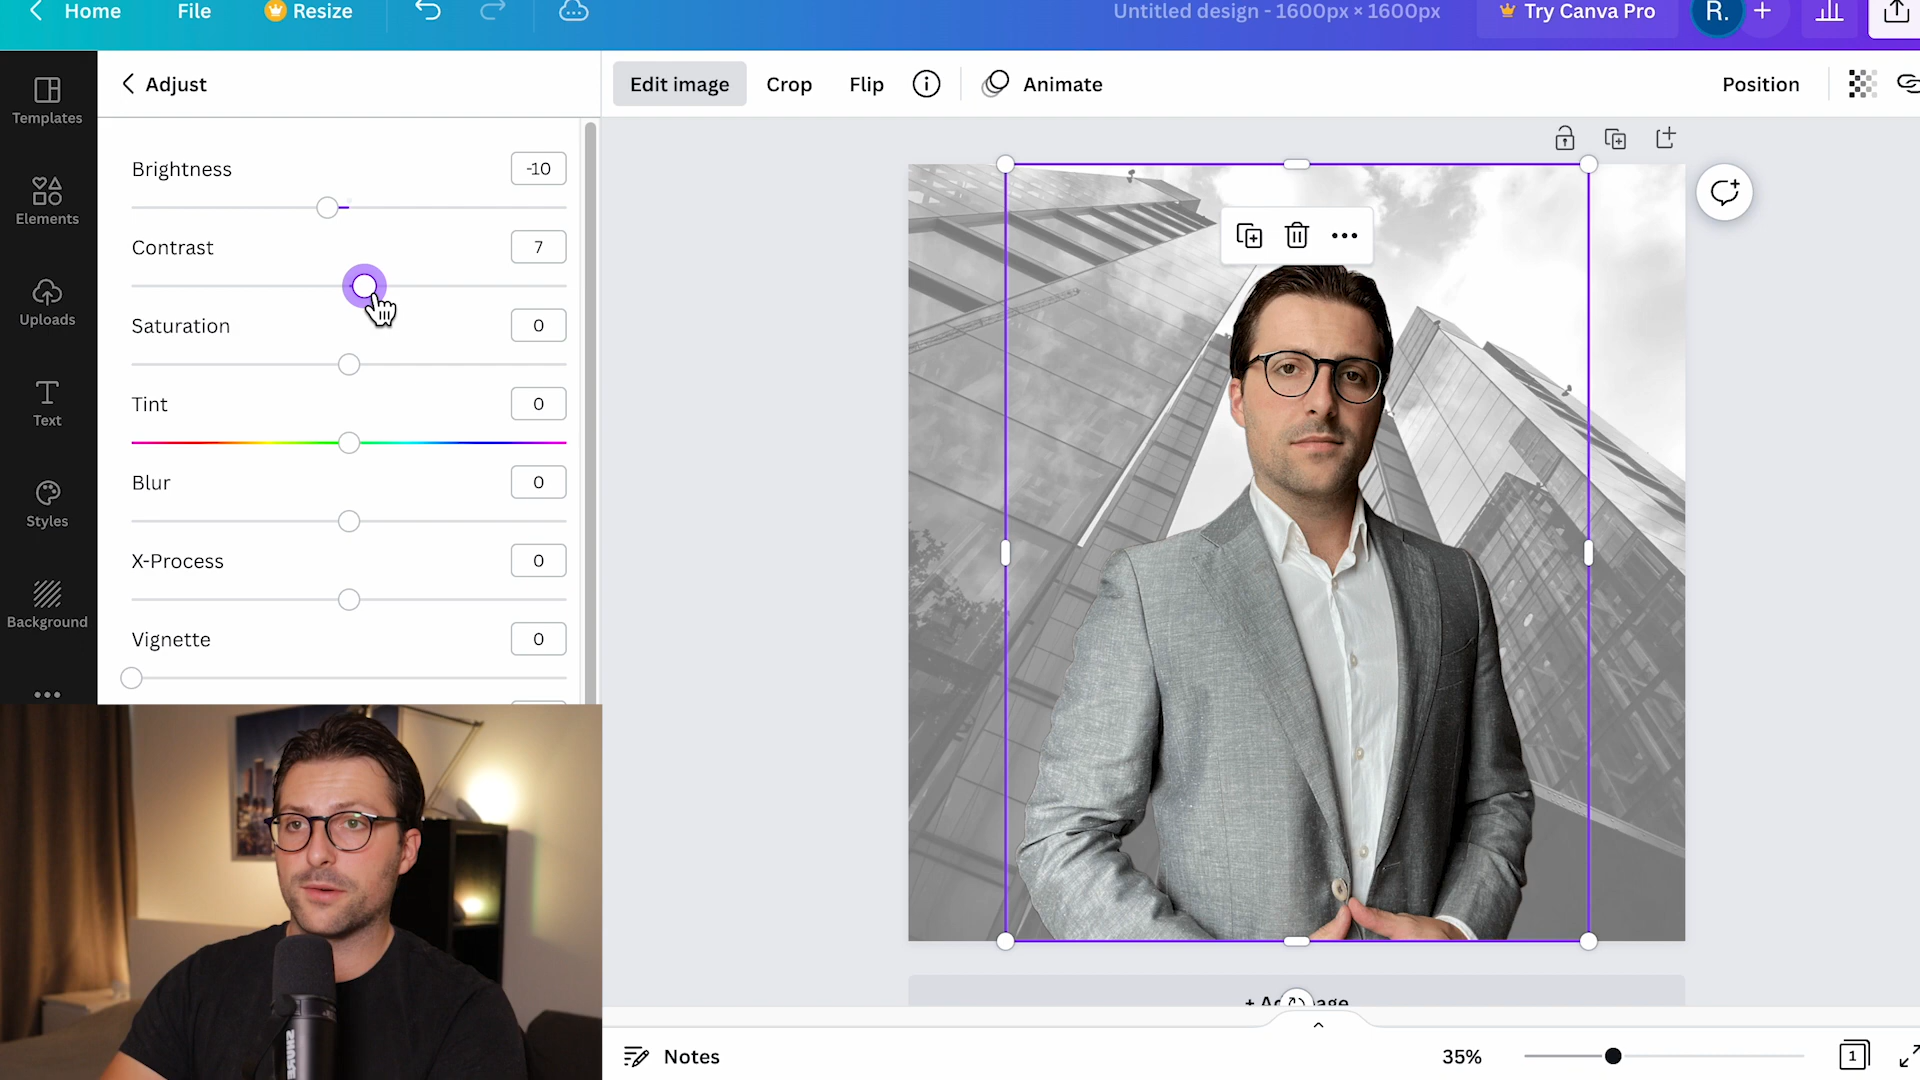 Home File Resize Untitled design - 1600px × 1600px Try Canva Pro R.
Templates
Elements
Uploads
Text
Styles
Background
Adjust
Brightness -10
Contrast 7
Saturation 0
Tint 0
Blur 0
X-Process 0
Vignette 0
Edit image Crop Flip Animate Position
Notes 35% 1